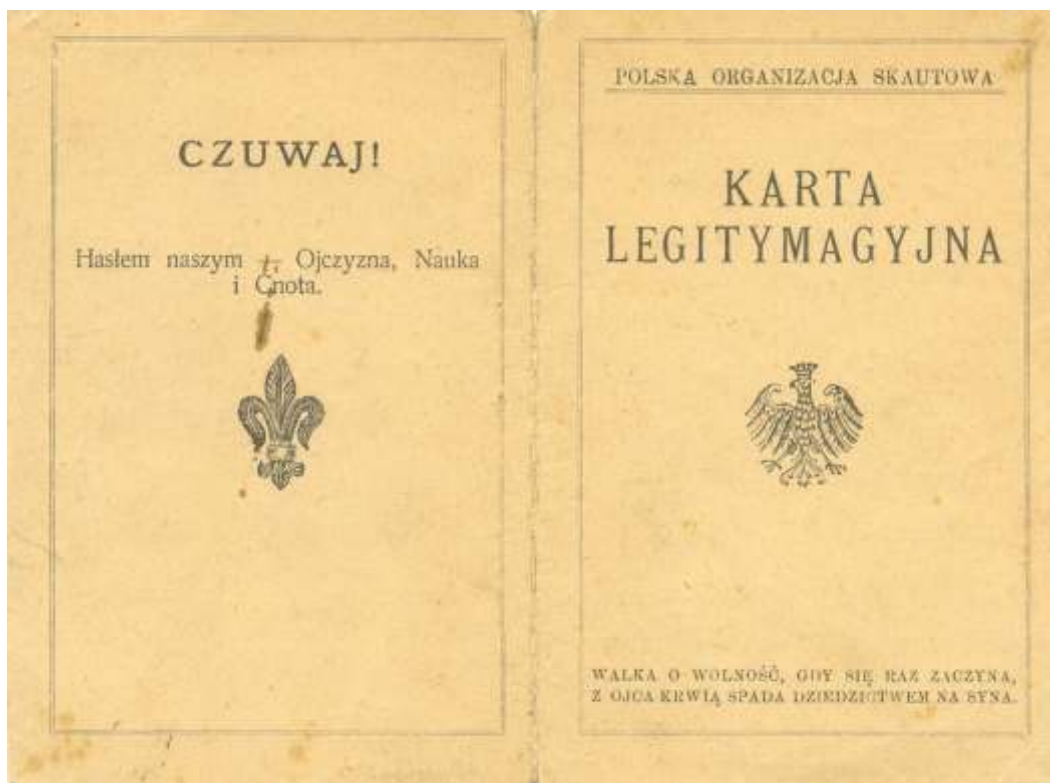 CZUWAJ!
Hasłem naszym —, Ojczyzna, Nauka
i Cnota.
POLSKA ORGANIZACJA SKAUTOWA
KARTA
LEGITYMAGYJNA
WALKA O WOLNOŚĆ, GDY SIĘ RAZ ZACZYNA,
Z OJCA KRWIĄ SPADA DZIEDZICTWEM NA SYNA.